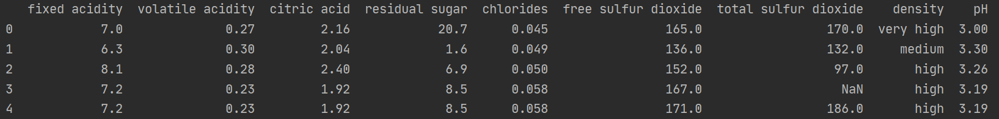 fixed acidity volatile acidity citric acid residual sugar chlorides free sulfur dioxide total sulfur dioxide density pH
0 7.0 0.27 2.16 20.7 0.045 165.0 170.0 very high 3.00
1 6.3 0.30 2.04 1.6 0.049 136.0 132.0 medium 3.30
2 8.1 0.28 2.40 6.9 0.050 152.0 97.0 high 3.26
3 7.2 0.23 1.92 8.5 0.058 167.0 NaN high 3.19
4 7.2 0.23 1.92 8.5 0.058 171.0 186.0 high 3.19